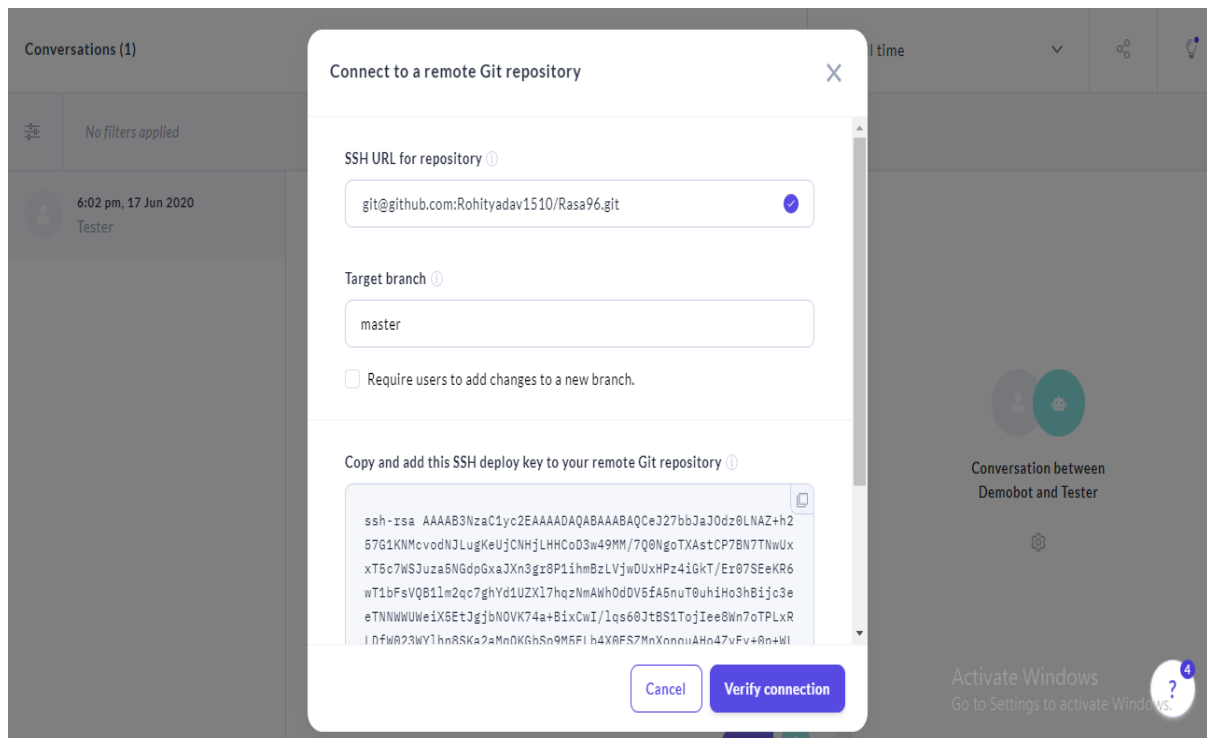 Conversations (1)
l time
No filters applied
6:02 pm, 17 Jun 2020
Tester
Connect to a remote Git repository
SSH URL for repository
git@github.com:Rohityadav1510/Rasa96.git
Target branch
master
Require users to add changes to a new branch.
Copy and add this SSH deploy key to your remote Git repository
ssh-rsa AAAAB3NzaC1yc2EAAAADAQABAAABAQCeJ27bbJaJOdz0LNAZ+h2
57G1KNMcvodNJLugKeUjCNHjLHHCoD3w49MM/7Q0NgoTXAstCP7BN7TNwUx
xT5c7WSJuza5NGdpGxaJXn3gr8P1ihmBzLVjwDUxHPz4iGkT/Er07SEeKR6
wT1bFsVQB1lm2qc7ghYd1UZXl7hqzNmAWhOdDV5fA5nuT0uhiHo3hBijc3e
eTNNWWUWeiX5EtJgjbNOVK74a+BixCwI/lqs60JtBS1TojIee8Wn7oTPLxR
Cancel
Verify connection
Conversation between
Demobot and Tester
Activate Windows
Go to Settings to activate Windows.
4
?